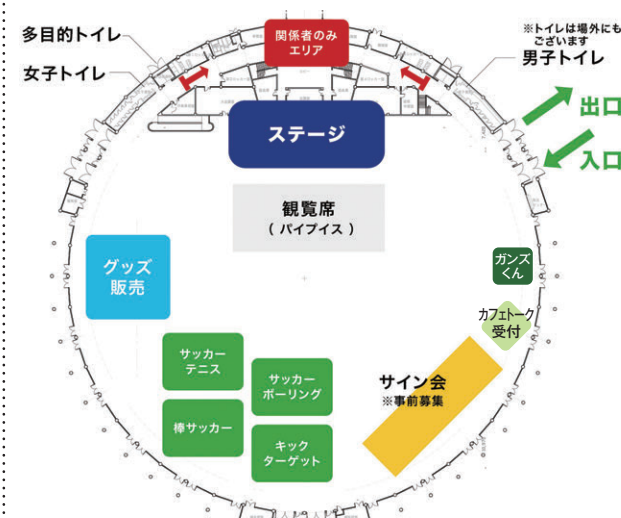 多目的トイレ
女子トイレ
関係者のみ
エリア
※トイレは場外にも
ございます
男子トイレ
出口
入口
ステージ
観覧席
( パイプイス )
グッズ
販売
ガンズ
くん
カフェトーク
受付
サッカー
テニス
サッカー
ボーリング
サイン会
※事前募集
棒サッカー
キック
ターゲット